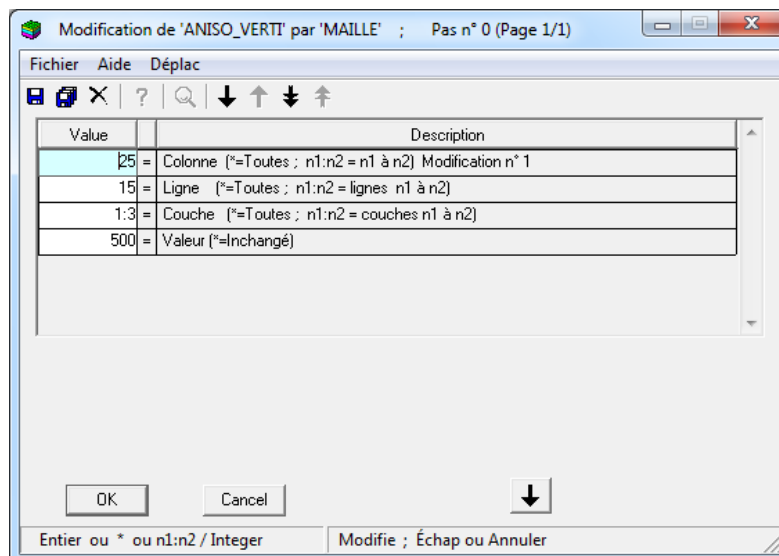 Modification de 'ANISO_VERTI' par 'MAILLE' ; Pas n° 0 (Page 1/1)
Fichier Aide Déplac
Value Description
25 = Colonne (*=Toutes ; n1:n2 = n1 à n2) Modification n° 1
15 = Ligne (*=Toutes ; n1:n2 = lignes n1 à n2)
1:3 = Couche (*=Toutes ; n1:n2 = couches n1 à n2)
500 = Valeur (*=Inchangé)
OK Cancel
Entier ou * ou n1:n2 / Integer Modifie ; Échap ou Annuler